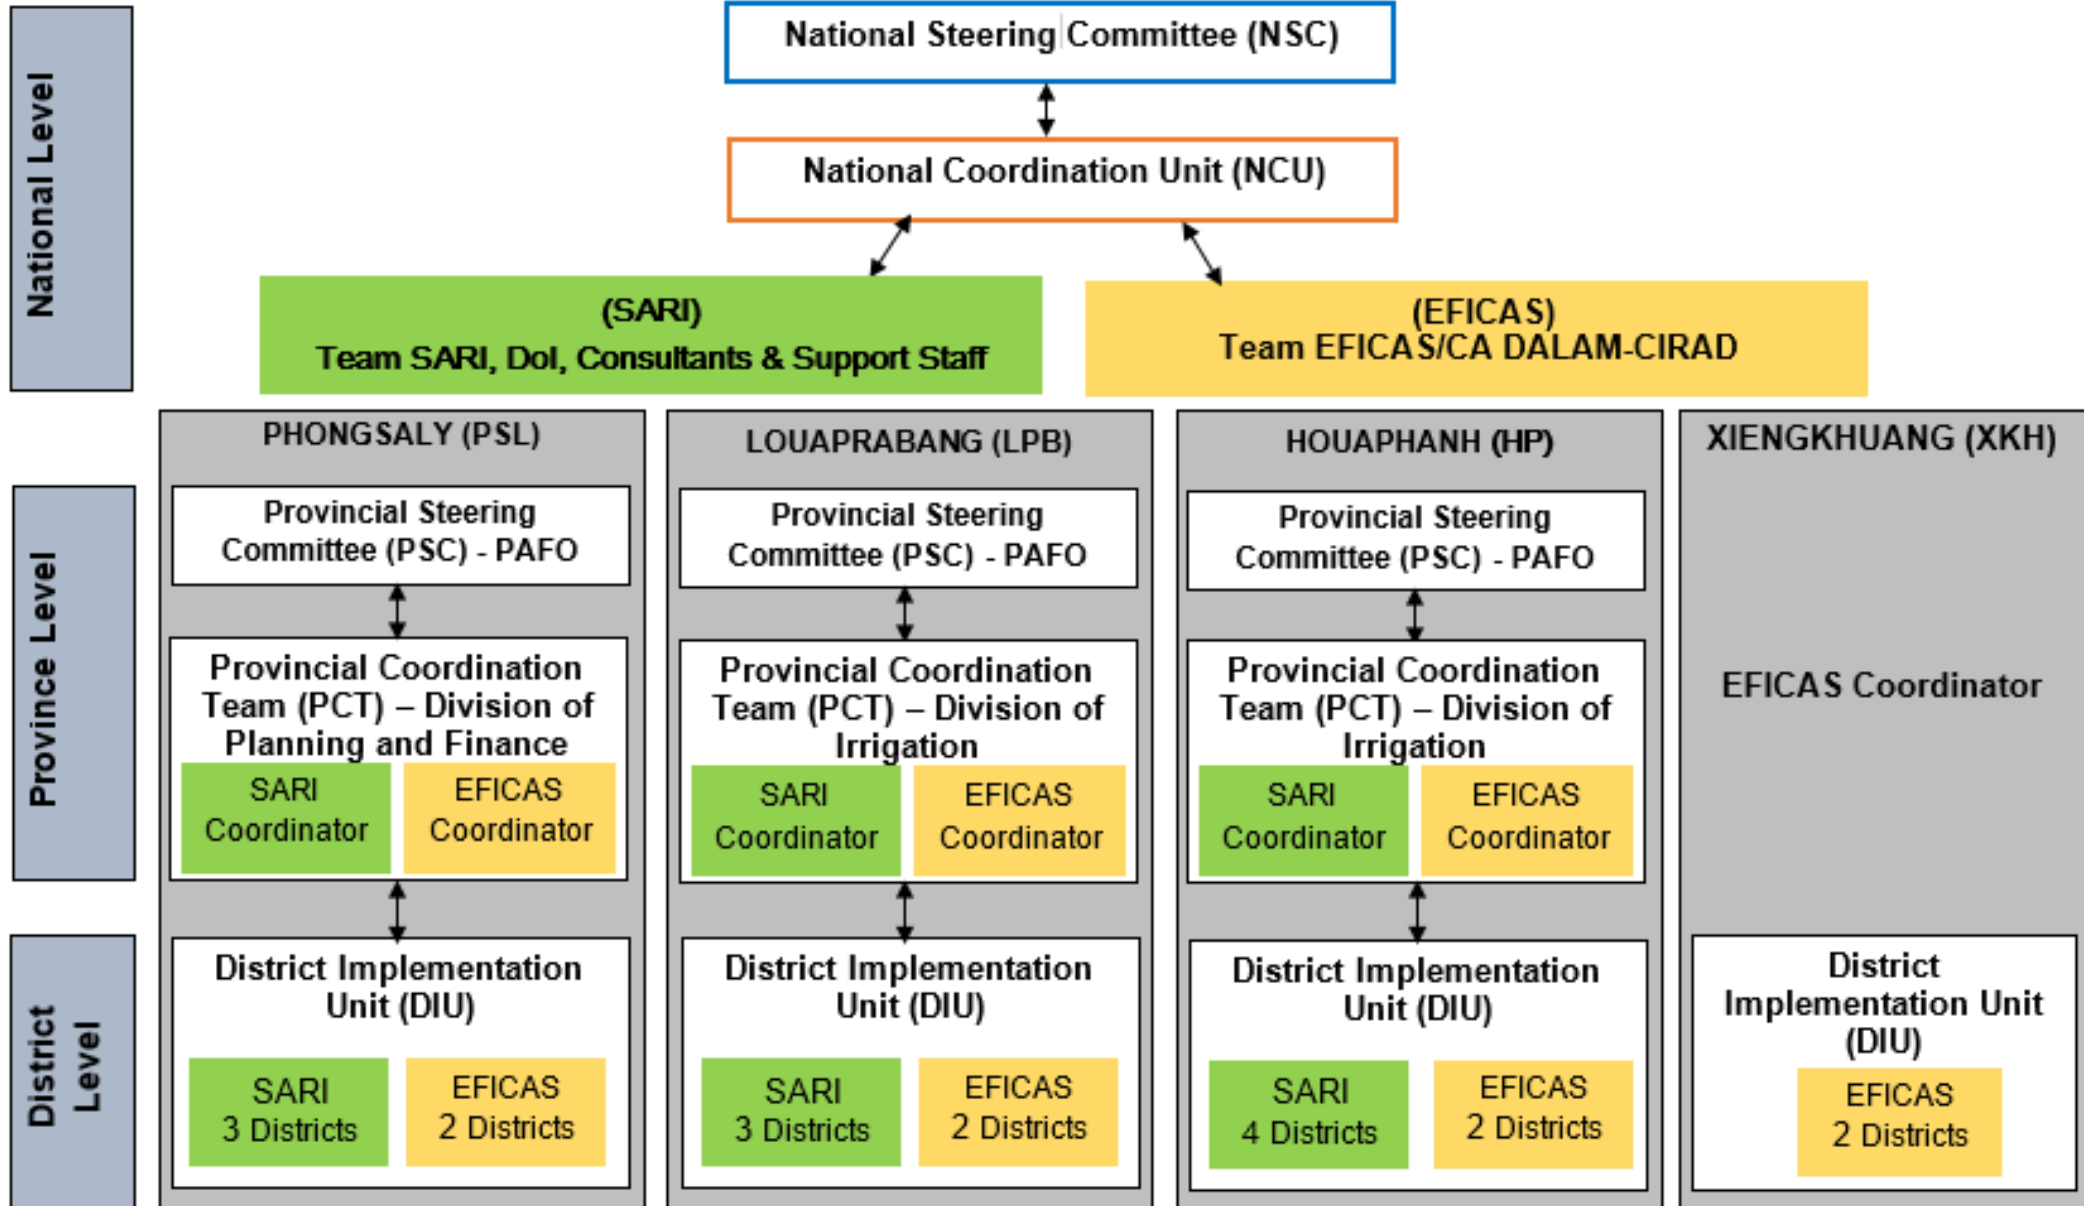 National Level
National Steering Committee (NSC)
National Coordination Unit (NCU)
(SARI)
Team SARI, DoI, Consultants & Support Staff
(EFICAS)
Team EFICAS/CA DALAM-CIRAD
Province Level
District
Level
PHONGSALY (PSL)
Provincial Steering
Committee (PSC) - PAFO
Provincial Coordination
Team (PCT) – Division of
Planning and Finance
SARI
Coordinator
EFICAS
Coordinator
District Implementation
Unit (DIU)
SARI
3 Districts
EFICAS
2 Districts
LOUAPRABANG (LPB)
Provincial Steering
Committee (PSC) - PAFO
Provincial Coordination
Team (PCT) – Division of
Irrigation
SARI
Coordinator
EFICAS
Coordinator
District Implementation
Unit (DIU)
SARI
3 Districts
EFICAS
2 Districts
HOUAPHANH (HP)
Provincial Steering
Committee (PSC) - PAFO
Provincial Coordination
Team (PCT) – Division of
Irrigation
SARI
Coordinator
EFICAS
Coordinator
District Implementation
Unit (DIU)
SARI
4 Districts
EFICAS
2 Districts
XIENGKHUANG (XKH)
EFICAS Coordinator
District
Implementation Unit
(DIU)
EFICAS
2 Districts